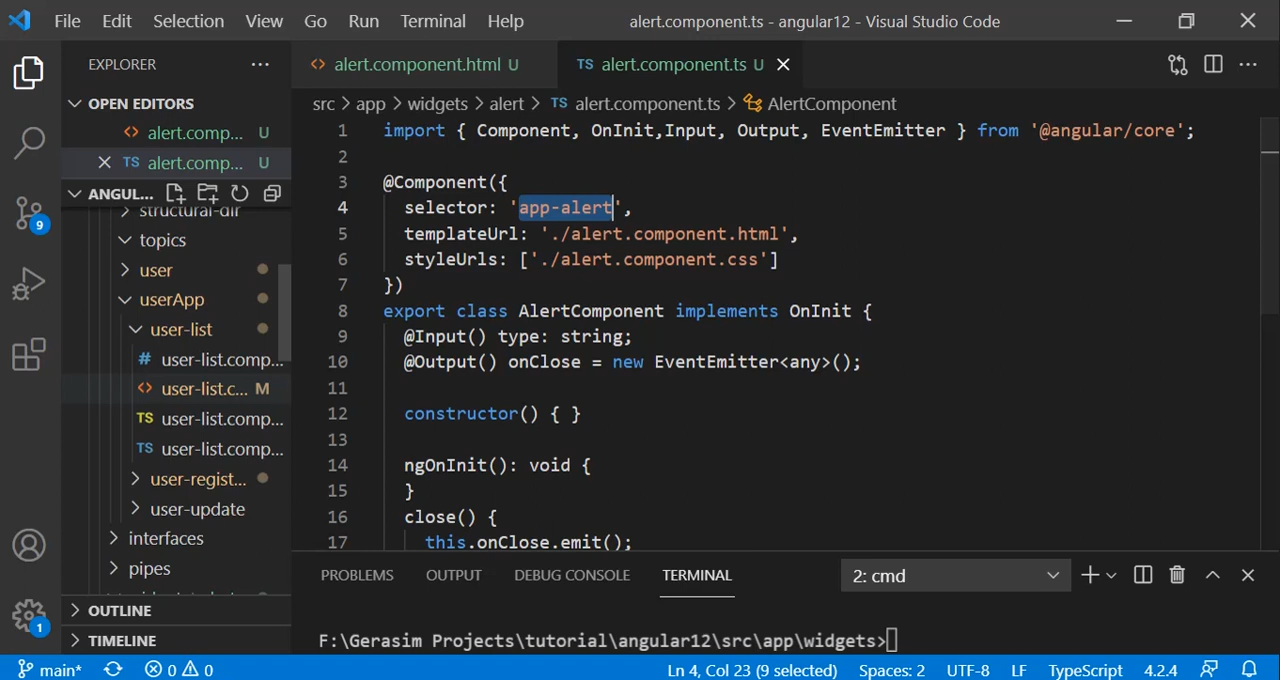 File Edit Selection View Go Run Terminal Help
alert.component.ts - angular12 - Visual Studio Code
EXPLORER
OPEN EDITORS
alert.comp... U
alert.comp... U
ANGUL...
structural-dir
topics
user
userApp
user-list
user-list.comp...
user-list.c... M
user-list.comp...
user-list.comp...
user-regist...
user-update
interfaces
pipes
OUTLINE
TIMELINE
9
1
alert.component.html U
TS alert.component.ts U
src > app > widgets > alert > TS alert.component.ts > AlertComponent
1 import { Component, OnInit,Input, Output, EventEmitter } from '@angular/core';
2
3 @Component({
4 selector: 'app-alert',
5 templateUrl: './alert.component.html',
6 styleUrls: ['./alert.component.css']
7 })
8 export class AlertComponent implements OnInit {
9 @Input() type: string;
10 @Output() onClose = new EventEmitter<any>();
11
12 constructor() { }
13
14 ngOnInit(): void {
15 }
16 close() {
17 this.onClose.emit();
PROBLEMS OUTPUT DEBUG CONSOLE TERMINAL
2: cmd
F:\Gerasim Projects\tutorial\angular12\src\app\widgets>
main* 0 0
Ln 4, Col 23 (9 selected) Spaces: 2 UTF-8 LF TypeScript 4.2.4